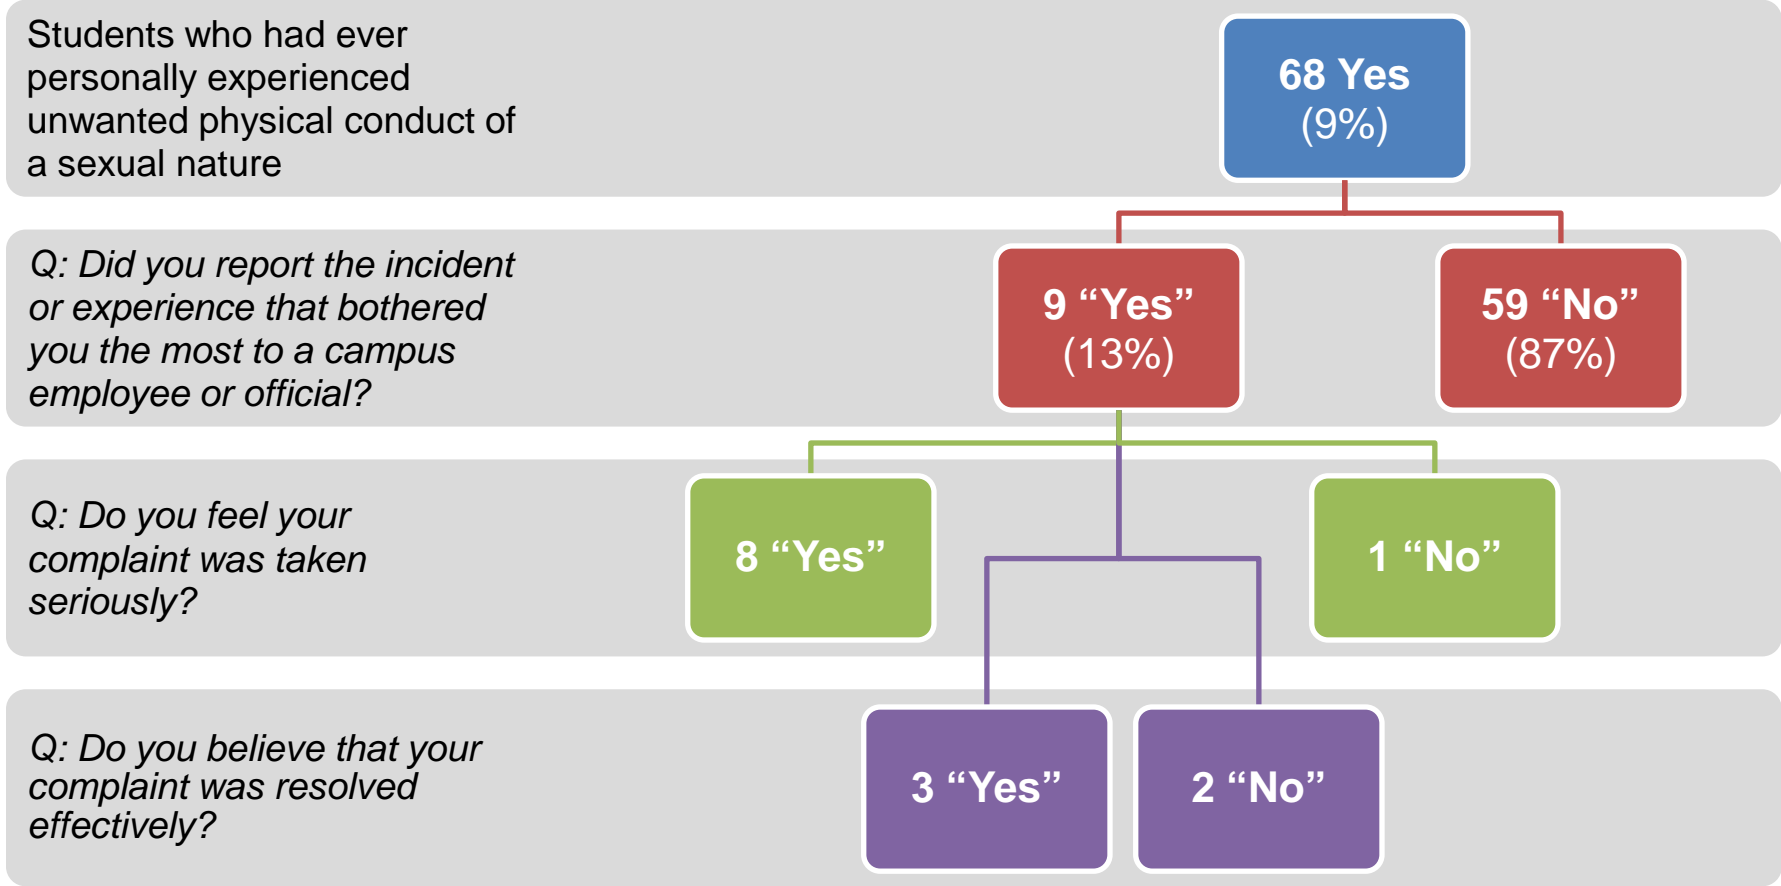 Students who had ever
personally experienced
unwanted physical conduct of
a sexual nature
68 Yes
(9%)
Q: Did you report the incident
or experience that bothered
you the most to a campus
employee or official?
9 “Yes”
(13%)
59 “No”
(87%)
Q: Do you feel your
complaint was taken
seriously?
8 “Yes”
1 “No”
Q: Do you believe that your
complaint was resolved
effectively?
3 “Yes”
2 “No”